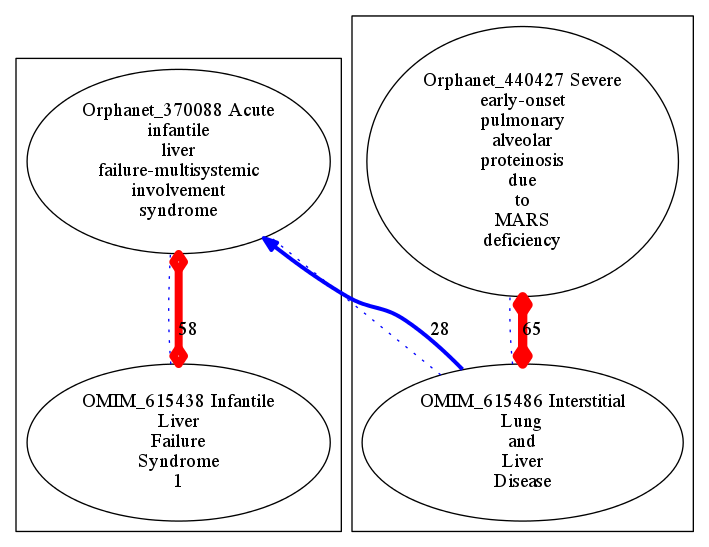 Orphanet_370088 Acute
infantile
liver
failure-multisystemic
involvement
syndrome
Orphanet_440427 Severe
early-onset
pulmonary
alveolar
proteinosis
due
to
MARS
deficiency
58
28
65
OMIM_615438 Infantile
Liver
Failure
Syndrome
1
OMIM_615486 Interstitial
Lung
and
Liver
Disease